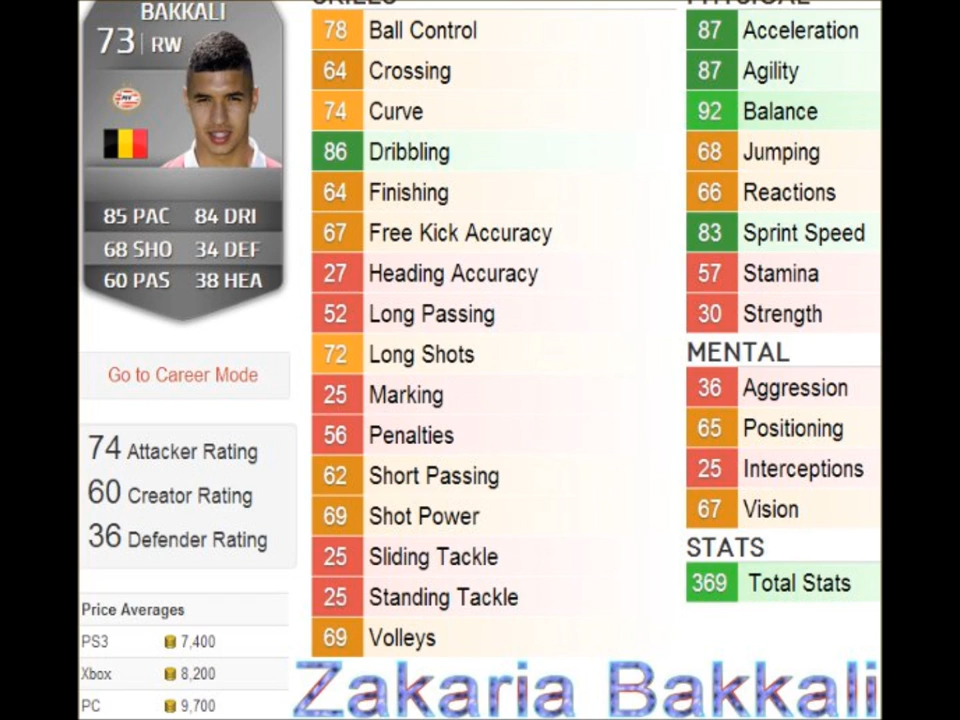 BAKKALI
73 | RW
PSV
85 PAC 84 DRI
68 SHO 34 DEF
60 PAS 38 HEA
Go to Career Mode
74 Attacker Rating
60 Creator Rating
36 Defender Rating
Price Averages
PS3 7,400
Xbox 8,200
PC 9,700
SKILLS
78 Ball Control
64 Crossing
74 Curve
86 Dribbling
64 Finishing
67 Free Kick Accuracy
27 Heading Accuracy
52 Long Passing
72 Long Shots
25 Marking
56 Penalties
62 Short Passing
69 Shot Power
25 Sliding Tackle
25 Standing Tackle
69 Volleys
PHYSICAL
87 Acceleration
87 Agility
92 Balance
68 Jumping
66 Reactions
83 Sprint Speed
57 Stamina
30 Strength
MENTAL
36 Aggression
65 Positioning
25 Interceptions
67 Vision
STATS
369 Total Stats
Zakaria Bakkali